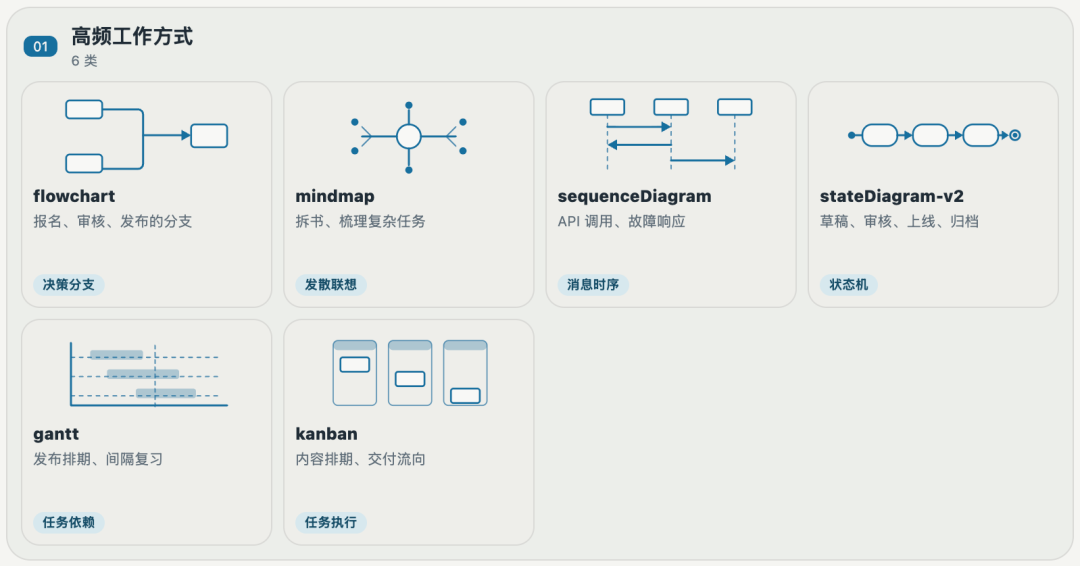 01
高频工作方式
6 类
flowchart
报名、审核、发布的分支
决策分支
mindmap
拆书、梳理复杂任务
发散联想
sequenceDiagram
API 调用、故障响应
消息时序
stateDiagram-v2
草稿、审核、上线、归档
状态机
gantt
发布排期、间隔复习
任务依赖
kanban
内容排期、交付流向
任务执行